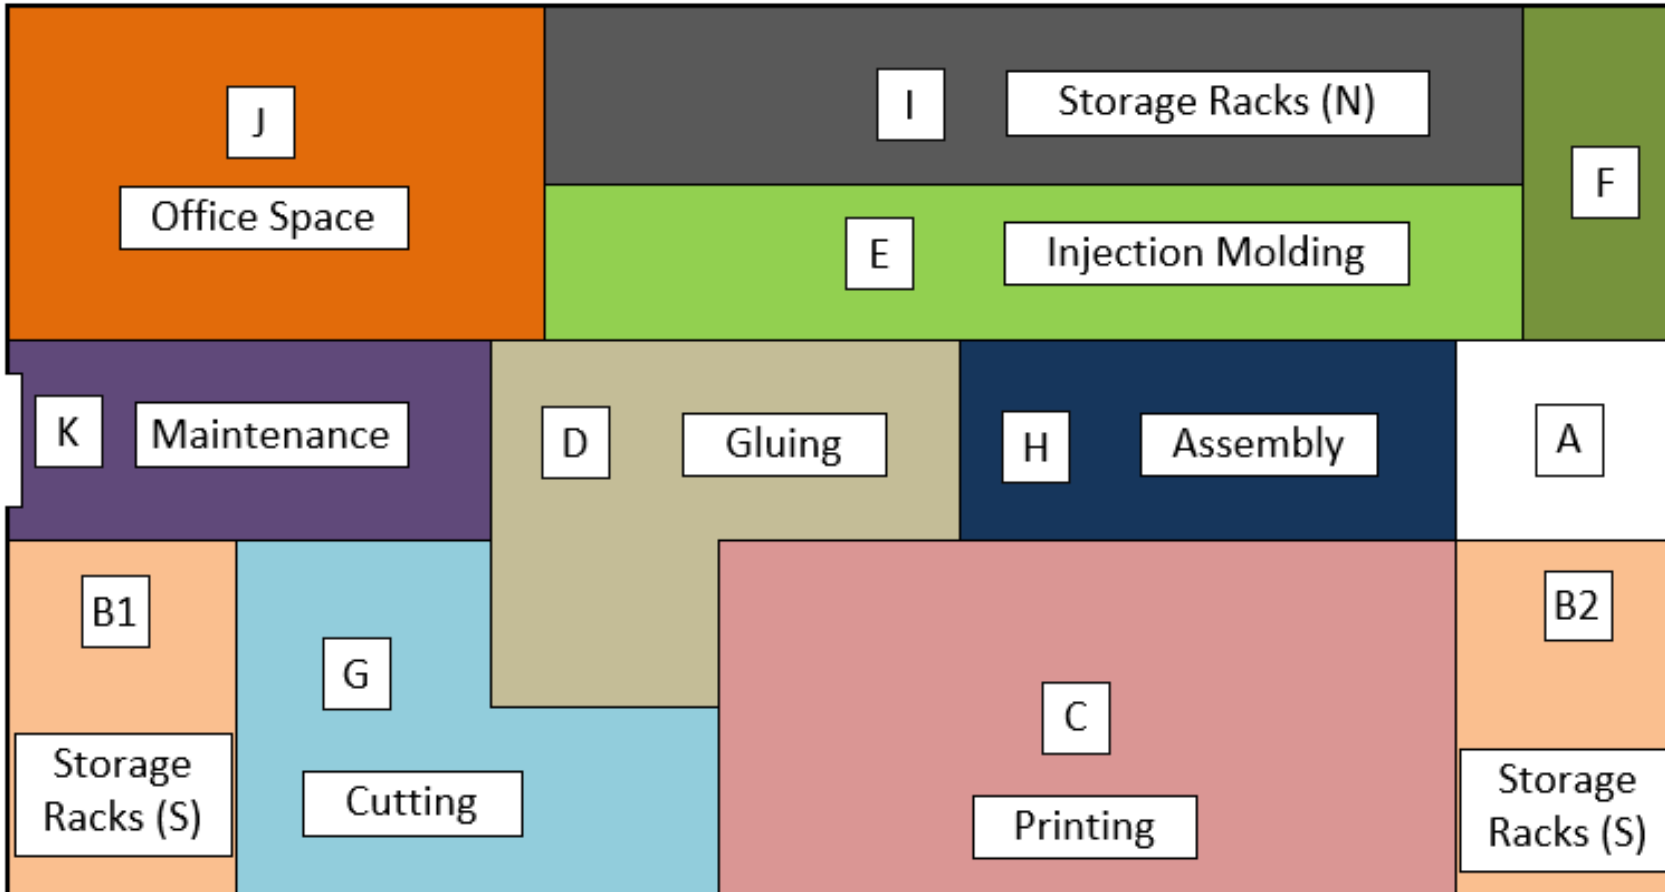 J
Office Space
I
Storage Racks (N)
F
E
Injection Molding
K
Maintenance
D
Gluing
H
Assembly
A
B1
Storage
Racks (S)
G
Cutting
C
Printing
B2
Storage
Racks (S)